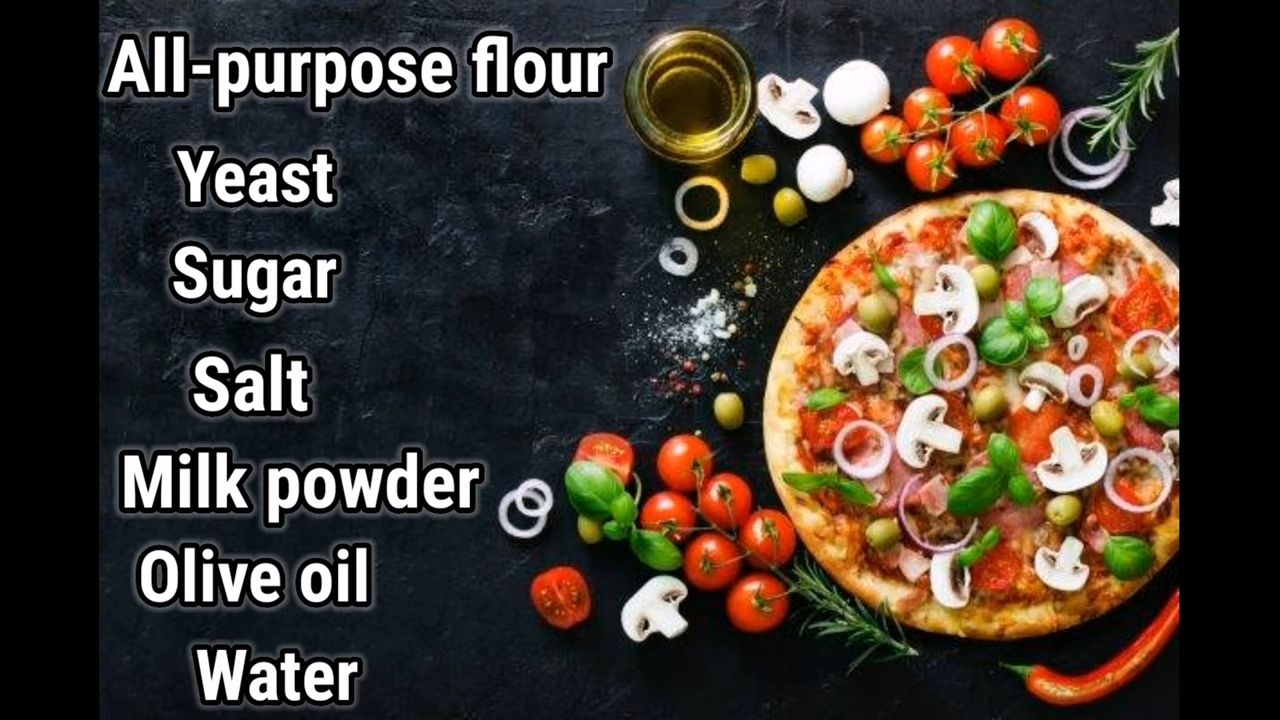 All-purpose flour
Yeast
Sugar
Salt
Milk powder
Olive oil
Water